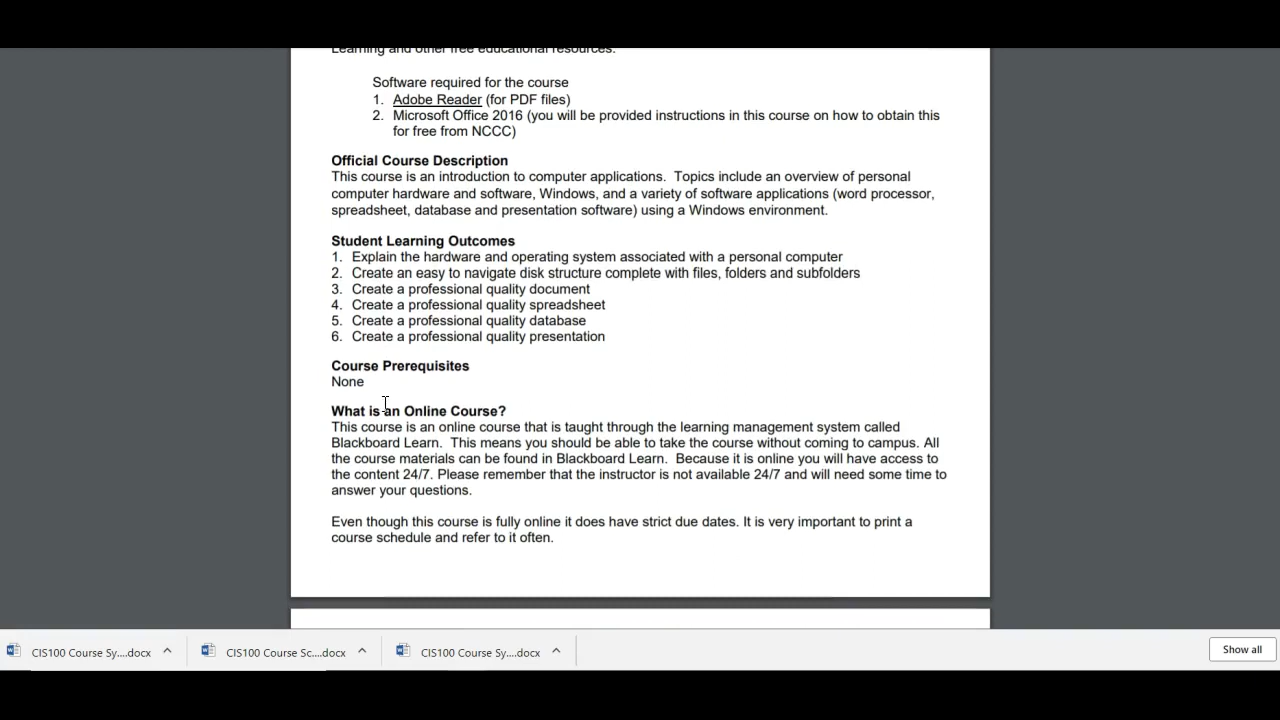 Learning and other free educational resources.
Software required for the course
1. Adobe Reader (for PDF files)
2. Microsoft Office 2016 (you will be provided instructions in this course on how to obtain this
for free from NCCC)
Official Course Description
This course is an introduction to computer applications.  Topics include an overview of personal
computer hardware and software, Windows, and a variety of software applications (word processor,
spreadsheet, database and presentation software) using a Windows environment.
Student Learning Outcomes
1. Explain the hardware and operating system associated with a personal computer
2. Create an easy to navigate disk structure complete with files, folders and subfolders
3. Create a professional quality document
4. Create a professional quality spreadsheet
5. Create a professional quality database
6. Create a professional quality presentation
Course Prerequisites
None
What is an Online Course?
This course is an online course that is taught through the learning management system called
Blackboard Learn.  This means you should be able to take the course without coming to campus. All
the course materials can be found in Blackboard Learn.  Because it is online you will have access to
the content 24/7. Please remember that the instructor is not available 24/7 and will need some time to
answer your questions.
Even though this course is fully online it does have strict due dates. It is very important to print a
course schedule and refer to it often.
CIS100 Course Sy....docx
CIS100 Course Sc....docx
CIS100 Course Sy....docx
Show all